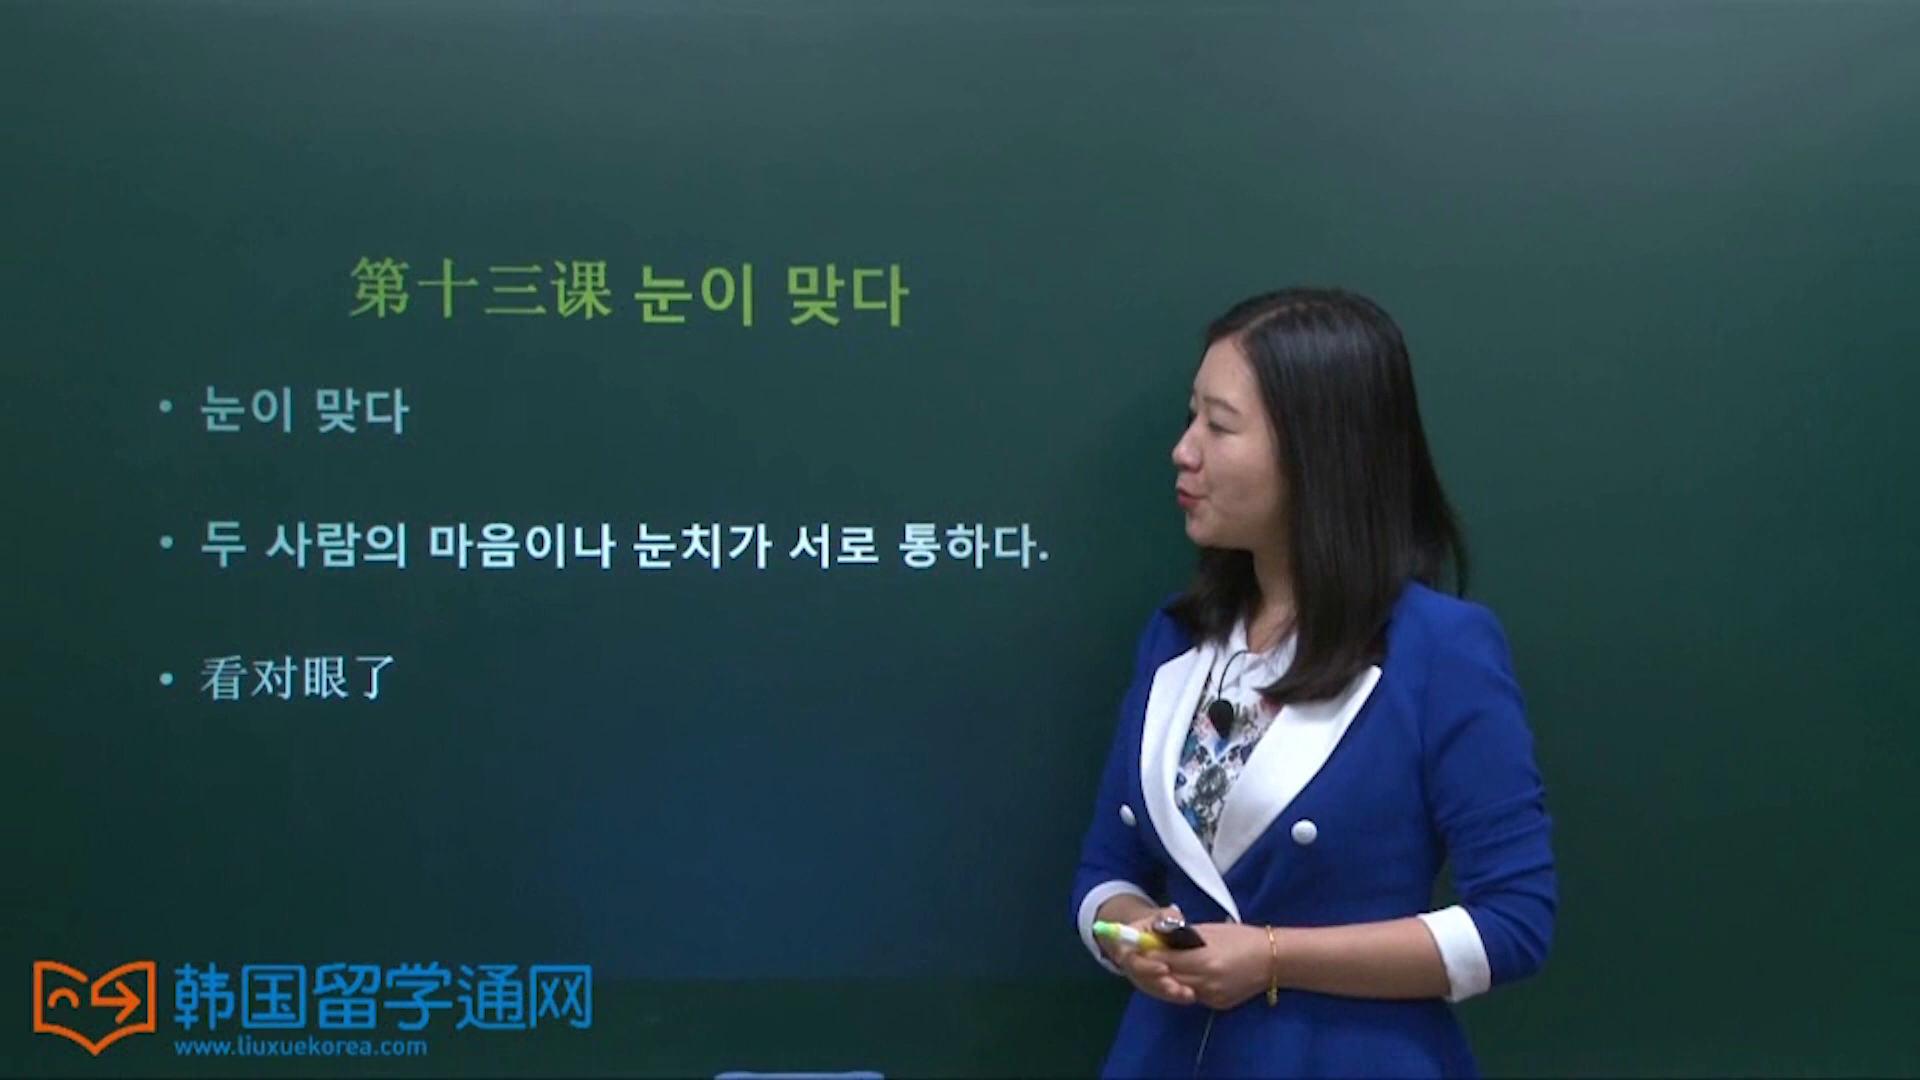 第十三课 눈이 맞다
• 눈이 맞다
• 두 사람의 마음이나 눈치가 서로 통하다.
• 看对眼了
韩国留学通网
www.liuxuekorea.com